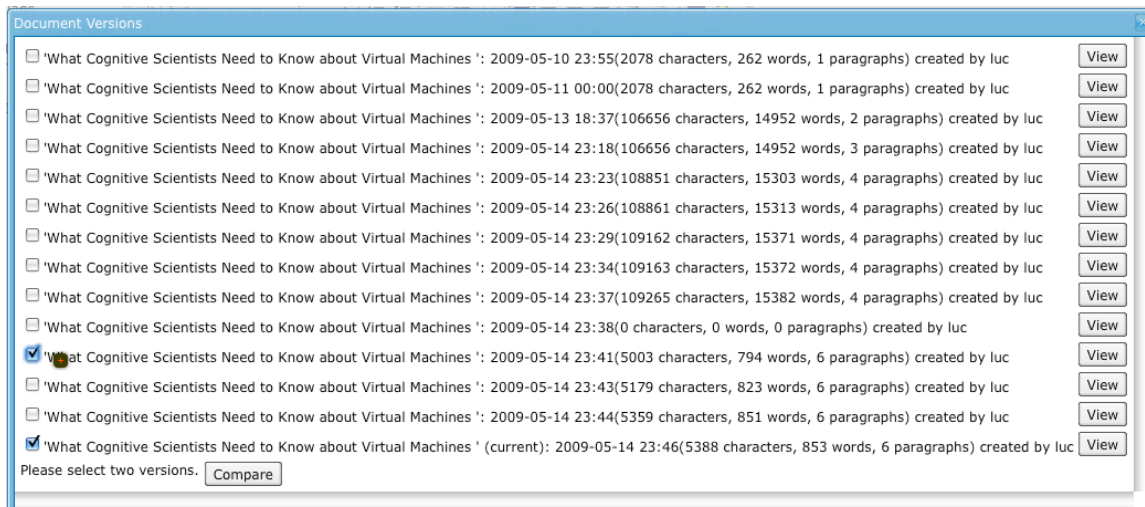 Document Versions
'What Cognitive Scientists Need to Know about Virtual Machines ': 2009-05-10 23:55(2078 characters, 262 words, 1 paragraphs) created by luc View
'What Cognitive Scientists Need to Know about Virtual Machines ': 2009-05-11 00:00(2078 characters, 262 words, 1 paragraphs) created by luc View
'What Cognitive Scientists Need to Know about Virtual Machines ': 2009-05-13 18:37(106656 characters, 14952 words, 2 paragraphs) created by luc View
'What Cognitive Scientists Need to Know about Virtual Machines ': 2009-05-14 23:18(106656 characters, 14952 words, 3 paragraphs) created by luc View
'What Cognitive Scientists Need to Know about Virtual Machines ': 2009-05-14 23:23(108851 characters, 15303 words, 4 paragraphs) created by luc View
'What Cognitive Scientists Need to Know about Virtual Machines ': 2009-05-14 23:26(108861 characters, 15313 words, 4 paragraphs) created by luc View
'What Cognitive Scientists Need to Know about Virtual Machines ': 2009-05-14 23:29(109162 characters, 15371 words, 4 paragraphs) created by luc View
'What Cognitive Scientists Need to Know about Virtual Machines ': 2009-05-14 23:34(109163 characters, 15372 words, 4 paragraphs) created by luc View
'What Cognitive Scientists Need to Know about Virtual Machines ': 2009-05-14 23:37(109265 characters, 15382 words, 4 paragraphs) created by luc View
'What Cognitive Scientists Need to Know about Virtual Machines ': 2009-05-14 23:38(0 characters, 0 words, 0 paragraphs) created by luc View
'What Cognitive Scientists Need to Know about Virtual Machines ': 2009-05-14 23:41(5003 characters, 794 words, 6 paragraphs) created by luc View
'What Cognitive Scientists Need to Know about Virtual Machines ': 2009-05-14 23:43(5179 characters, 823 words, 6 paragraphs) created by luc View
'What Cognitive Scientists Need to Know about Virtual Machines ': 2009-05-14 23:44(5359 characters, 851 words, 6 paragraphs) created by luc View
'What Cognitive Scientists Need to Know about Virtual Machines ' (current): 2009-05-14 23:46(5388 characters, 853 words, 6 paragraphs) created by luc View
Please select two versions. Compare